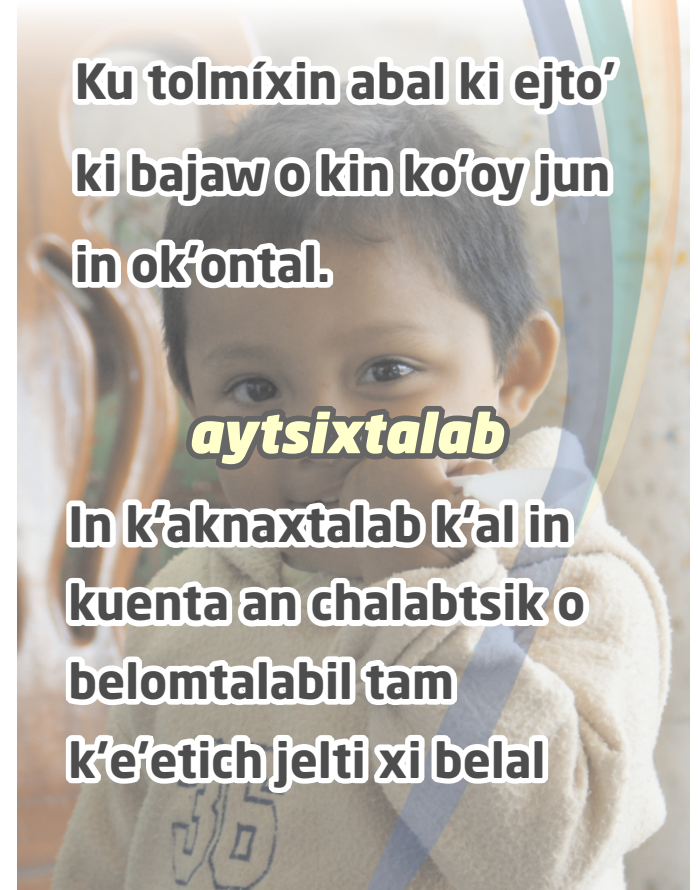 Ku tolmíxin abal ki ejto’
ki bajaw o kin ko’oy jun
in ok‘ontal.
aytsixtalab
In k‘aknaxtalab k‘al in
kuenta an chalabtsik o
belomtalabil tam
k’e’etich jelti xi belal
36